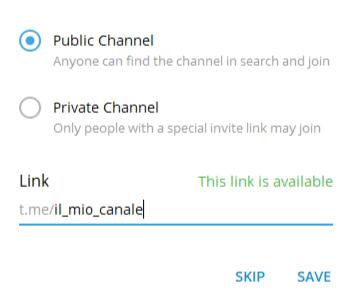 Public Channel
Anyone can find the channel in search and join
Private Channel
Only people with a special invite link may join
Link This link is available
t.me/il_mio_canale
SKIP SAVE